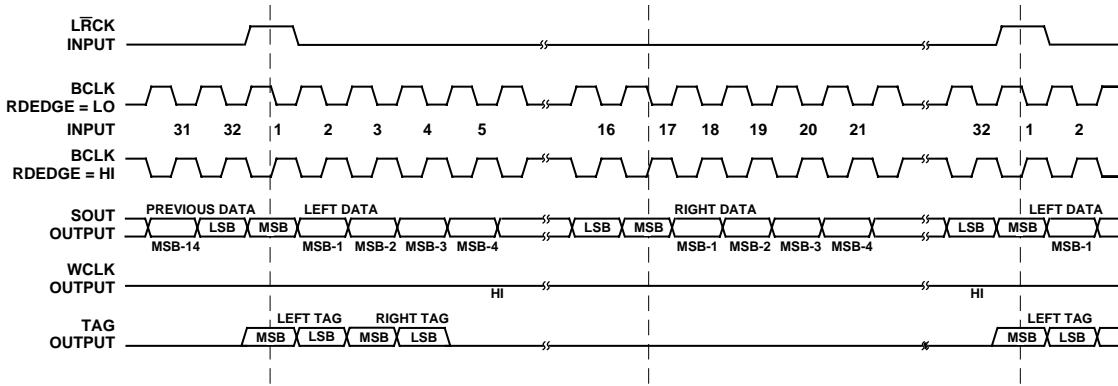 LRCK
INPUT
BCLK
RDEDGE = LO
INPUT 31 32 1 2 3 4 5 16 17 18 19 20 21 32 1 2
BCLK
RDEDGE = HI
SOUT
OUTPUT
PREVIOUS DATA LEFT DATA RIGHT DATA LEFT DATA
LSB MSB LSB MSB LSB MSB
MSB-14 MSB-1 MSB-2 MSB-3 MSB-4 MSB-1 MSB-2 MSB-3 MSB-4 MSB-1
WCLK
OUTPUT
HI HI
TAG
OUTPUT
LEFT TAG RIGHT TAG LEFT TAG
MSB LSB MSB LSB MSB LSB